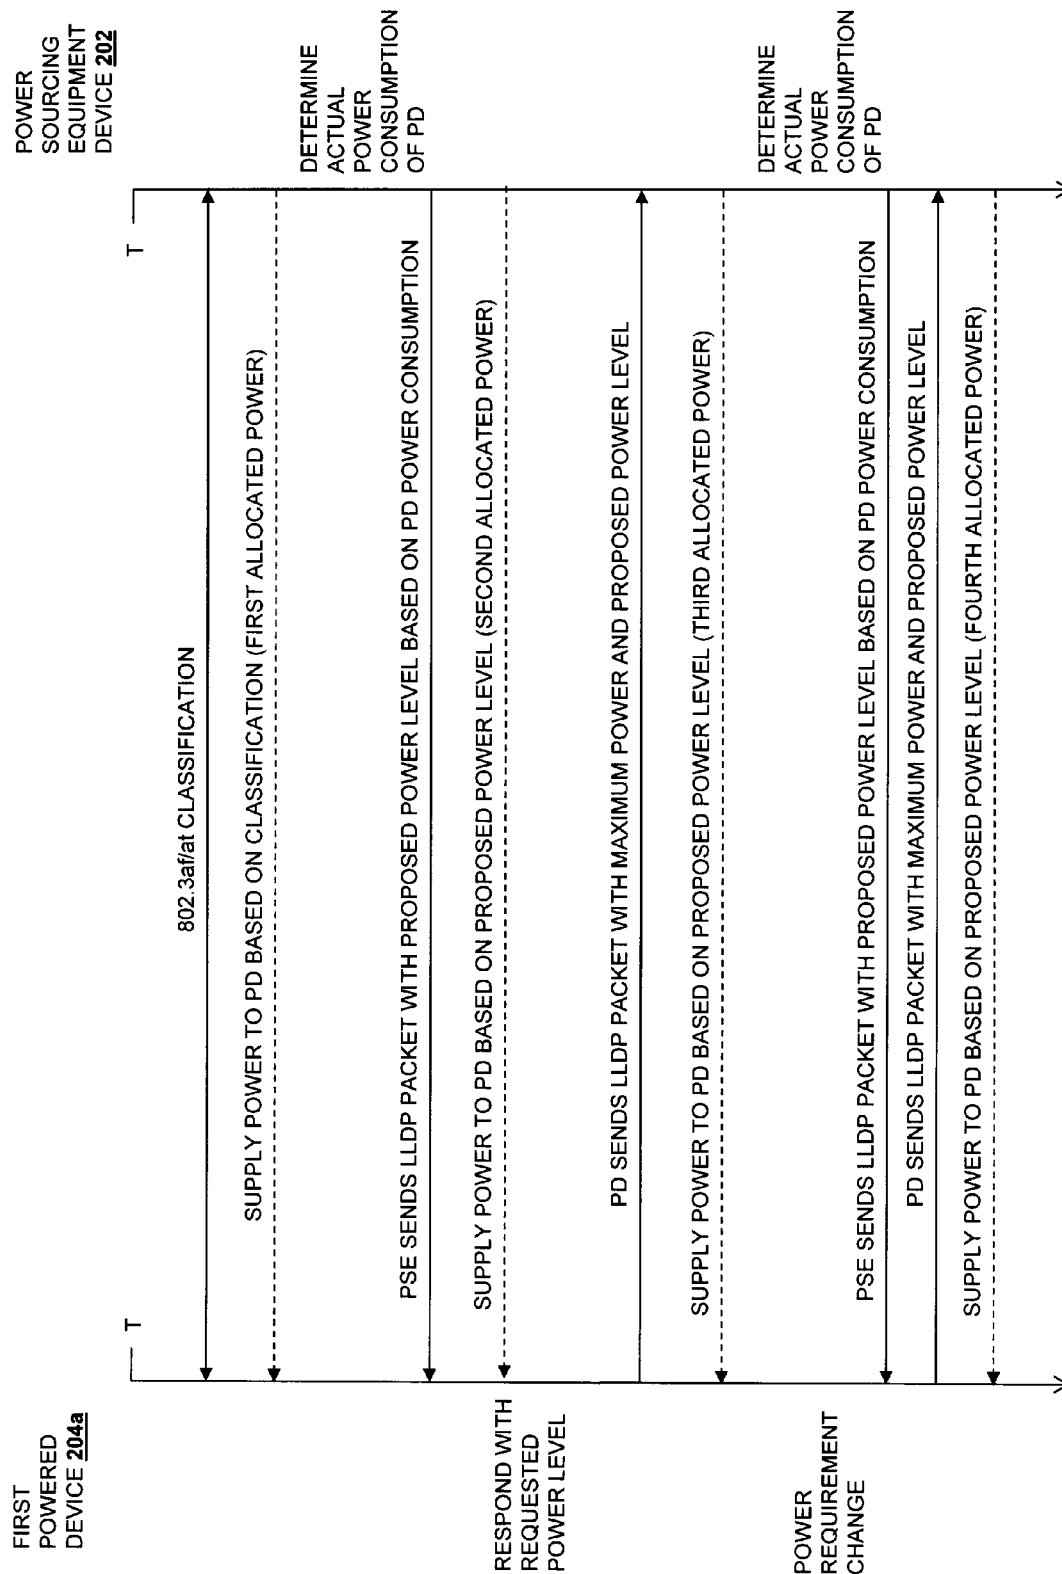 FIRST
POWERED
DEVICE 204a
POWER
SOURCING
EQUIPMENT
DEVICE 202
T
T
802.3af/at CLASSIFICATION
SUPPLY POWER TO PD BASED ON CLASSIFICATION (FIRST ALLOCATED POWER)
DETERMINE
ACTUAL
POWER
CONSUMPTION
OF PD
PSE SENDS LLDP PACKET WITH PROPOSED POWER LEVEL BASED ON PD POWER CONSUMPTION
SUPPLY POWER TO PD BASED ON PROPOSED POWER LEVEL (SECOND ALLOCATED POWER)
RESPOND WITH
REQUESTED
POWER LEVEL
PD SENDS LLDP PACKET WITH MAXIMUM POWER AND PROPOSED POWER LEVEL
SUPPLY POWER TO PD BASED ON PROPOSED POWER LEVEL (THIRD ALLOCATED POWER)
POWER
REQUIREMENT
CHANGE
DETERMINE
ACTUAL
POWER
CONSUMPTION
OF PD
PSE SENDS LLDP PACKET WITH PROPOSED POWER LEVEL BASED ON PD POWER CONSUMPTION
PD SENDS LLDP PACKET WITH MAXIMUM POWER AND PROPOSED POWER LEVEL
SUPPLY POWER TO PD BASED ON PROPOSED POWER LEVEL (FOURTH ALLOCATED POWER)